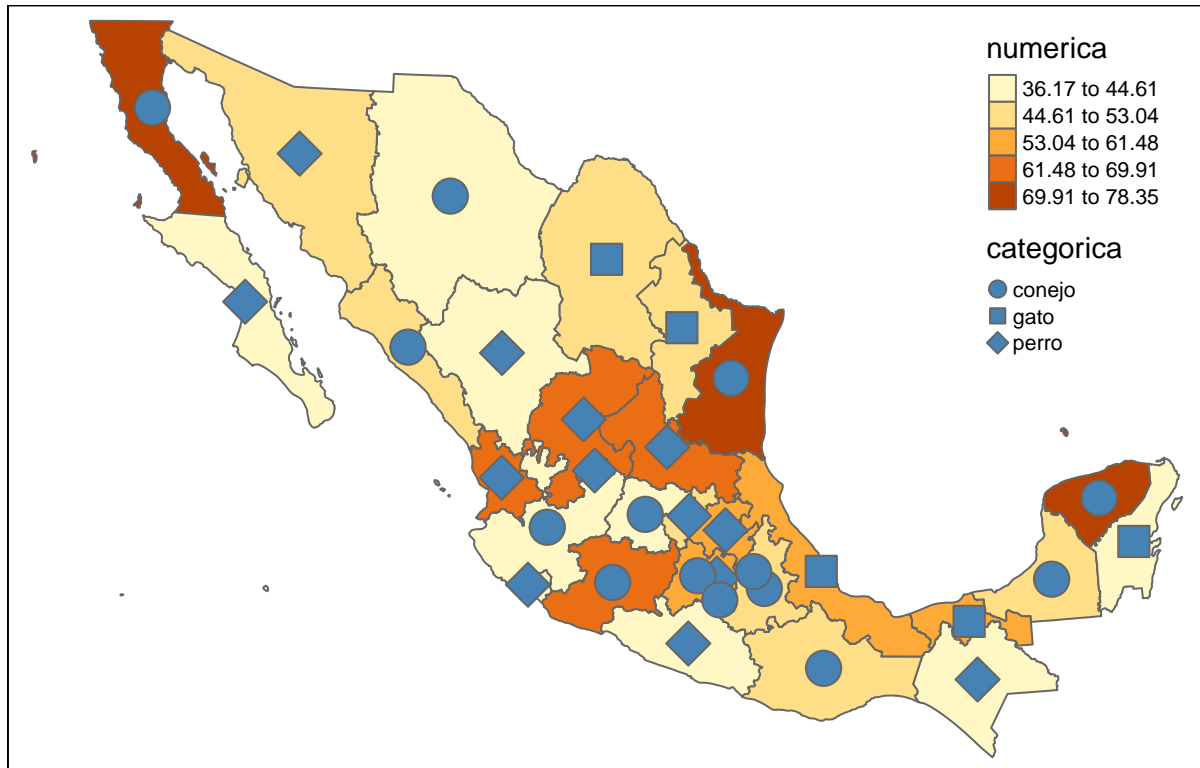 numerica
36.17 to 44.61
44.61 to 53.04
53.04 to 61.48
61.48 to 69.91
69.91 to 78.35
categorica
conejo
gato
perro